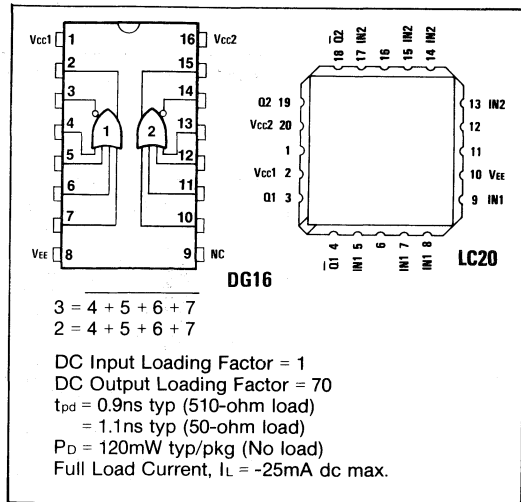 Vcc1 1 16 Vcc2
2 15
3 14
4 1 2 13
5 12
6 11
7 10
VEE 8 9 NC
DG16
Q2 18
IN2 17
16
IN2 15
IN2 14
Q2 19
Vcc2 20
1
Vcc1 2
Q1 3
13 IN2
12
11
10 VEE
9 IN1
Q1 4
IN1 5
6
IN1 7
IN1 8
LC20
3 = 4 + 5 + 6 + 7
2 = 4 + 5 + 6 + 7
DC Input Loading Factor = 1
DC Output Loading Factor = 70
tpd = 0.9ns typ (510-ohm load)
= 1.1ns typ (50-ohm load)
PD = 120mW typ/pkg (No load)
Full Load Current, IL = -25mA dc max.